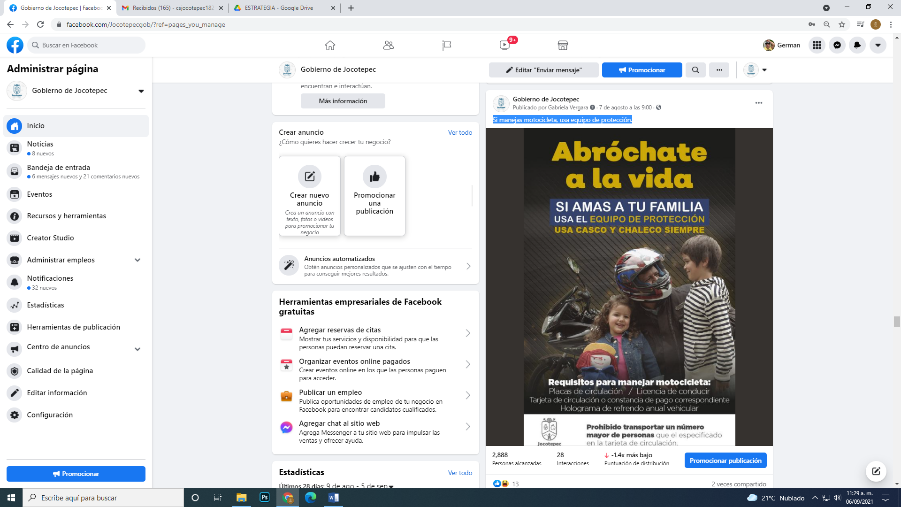 Gobierno de Jocotepec | Facebo
Recibidos (165) - csjocotepec18
ESTRATEGIA - Google Drive
facebook.com/Jocotepecgob/?ref=pages_you_manage
Buscar en Facebook
9+
German
Administrar página
Gobierno de Jocotepec
Inicio
Noticias
8 nuevos
Bandeja de entrada
6 mensajes nuevos y 21 comentarios nuevos
Eventos
Recursos y herramientas
Creator Studio
Administrar empleos
Notificaciones
32 nuevos
Estadísticas
Herramientas de publicación
Centro de anuncios
Calidad de la página
Editar información
Configuración
Promocionar
Gobierno de Jocotepec
Editar "Enviar mensaje"
Promocionar
encuentran e interactúan.
Más información
Crear anuncio
Ver todo
¿Cómo quieres hacer crecer tu negocio?
Crear nuevo anuncio
Crea un anuncio con texto, fotos o videos para promocionar tu negocio.
Promocionar una publicación
Anuncios automatizados
Obtén anuncios personalizados que se ajusten con el tiempo
para conseguir mejores resultados.
Herramientas empresariales de Facebook
gratuitas
Agregar reservas de citas
Mostrar tus servicios y disponibilidad para que las
personas puedan reservar una cita.
Organizar eventos online pagados
Crear eventos online en los que las personas paguen
para acceder.
Publicar un empleo
Publica oportunidades de empleo de tu negocio en
Facebook para encontrar candidatos cualificados.
Agregar chat al sitio web
Agrega Messenger a tu sitio web para impulsar las
ventas y ofrecer ayuda.
Estadísticas
Ver todo
Últimos 28 días: 9 de ago - 5 de sep
Gobierno de Jocotepec
Publicado por Gabriela Vergara · 7 de agosto a las 9:00
Si manejas motocicleta, usa equipo de protección.
Abróchate
a la vida
SI AMAS A TU FAMILIA
USA EL EQUIPO DE PROTECCIÓN
USA CASCO Y CHALECO SIEMPRE
Requisitos para manejar motocicleta:
Placas de circulación / Licencia de conducir
Tarjeta de circulación o constancia de pago correspondiente
Holograma de refrendo anual vehicular
Jocotepec
Prohibido transportar un número
mayor de personas que el especificado
en la tarjeta de circulación.
2,888
Personas alcanzadas
28
Interacciones
-1.4x más bajo
Puntuación de distribución
Promocionar publicación
13
2 veces compartido
Escribe aquí para buscar
21°C Nublado
11:29 a. m.
06/09/2021